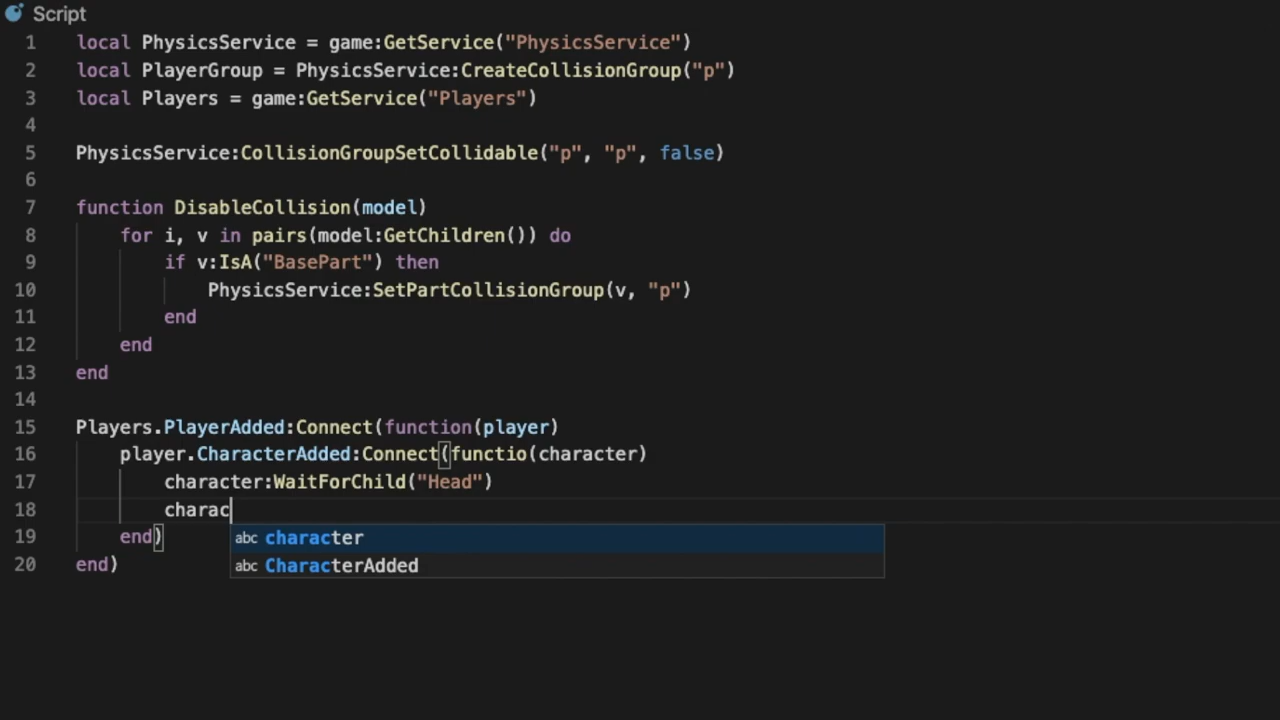 Script
1 local PhysicsService = game:GetService("PhysicsService")
2 local PlayerGroup = PhysicsService:CreateCollisionGroup("p")
3 local Players = game:GetService("Players")
4
5 PhysicsService:CollisionGroupSetCollidable("p", "p", false)
6
7 function DisableCollision(model)
8 for i, v in pairs(model:GetChildren()) do
9 if v:IsA("BasePart") then
10 PhysicsService:SetPartCollisionGroup(v, "p")
11 end
12 end
13 end
14
15 Players.PlayerAdded:Connect(function(player)
16 player.CharacterAdded:Connect(functio(character)
17 character:WaitForChild("Head")
18 charac
19 end)
abc character
abc CharacterAdded
20 end)